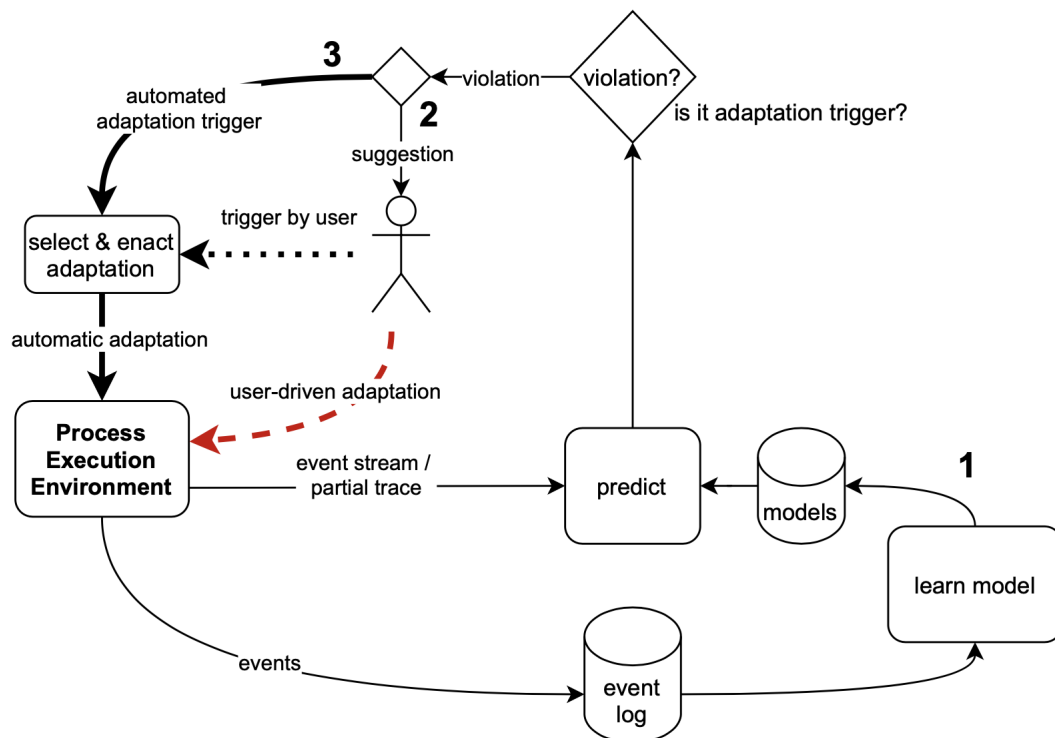 3
violation
violation?
2
is it adaptation trigger?
automated
adaptation trigger
suggestion
trigger by user
select & enact
adaptation
automatic adaptation
user-driven adaptation
Process
Execution
Environment
event stream /
partial trace
predict
models
1
learn model
events
event
log